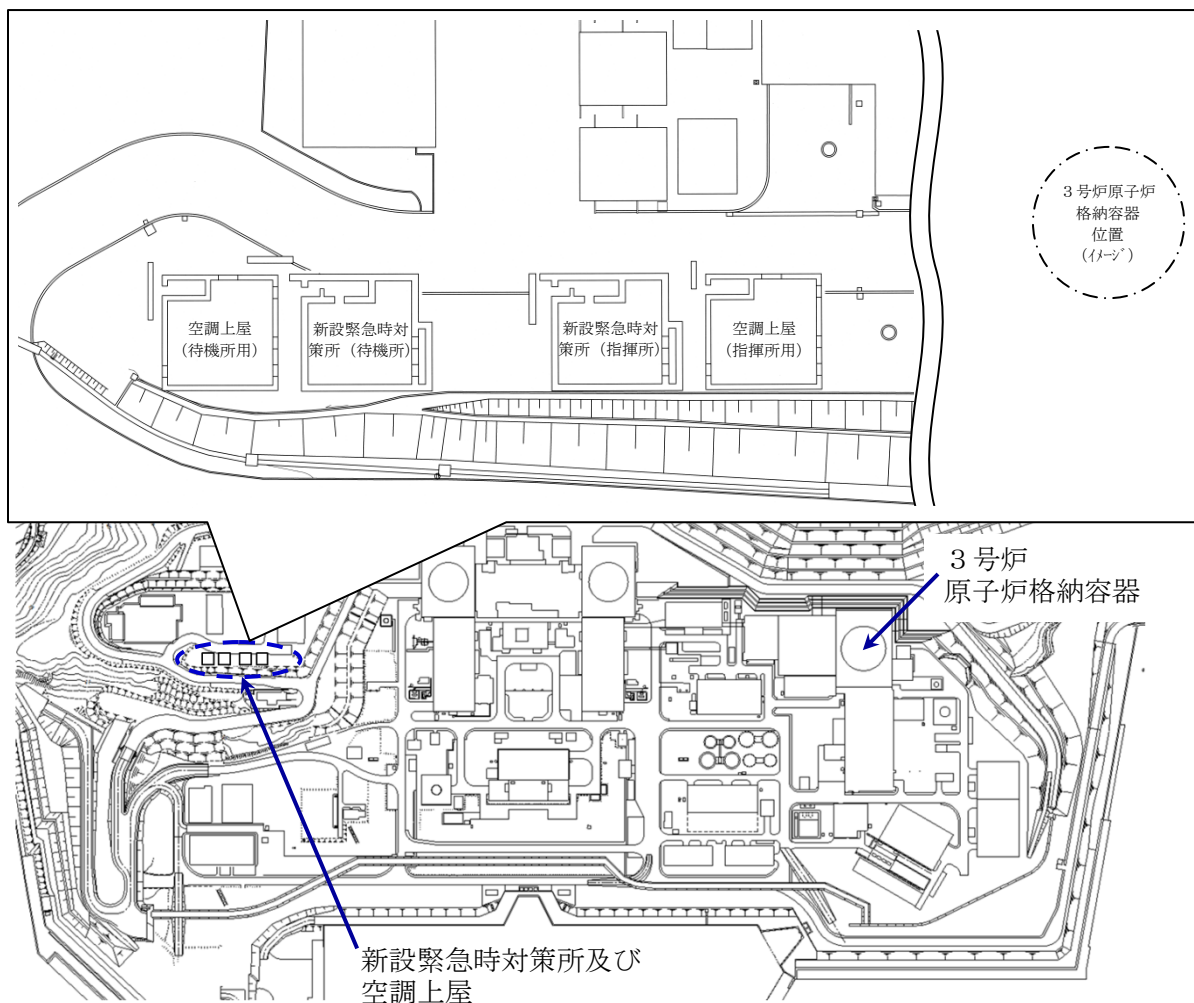 3号炉原子炉
格納容器
位置
(ｲﾒｰｼﾞ)
空調上屋
(待機所用)
新設緊急時対
策所(待機所)
新設緊急時対
策所(指揮所)
空調上屋
(指揮所用)
3号炉
原子炉格納容器
新設緊急時対策所及び
空調上屋